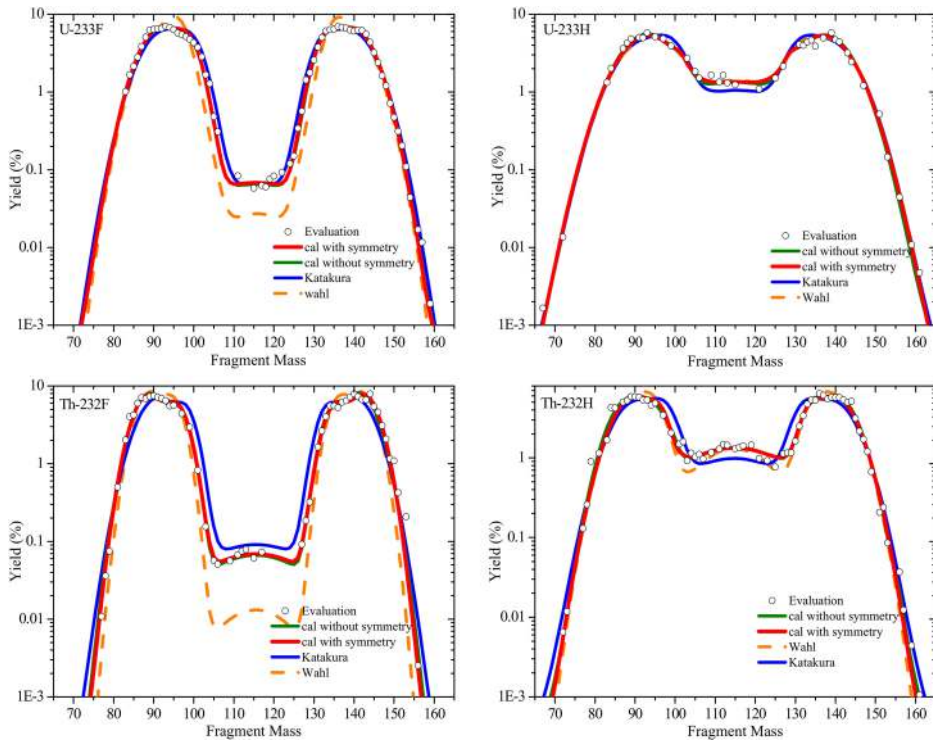 U-233F
10
1
0.1
0.01
1E-3
Yield (%)
Evaluation
cal with symmetry
cal without symmetry
Katakura
wahl
70 80 90 100 110 120 130 140 150 160
Fragment Mass
U-233H
10
1
0.1
0.01
1E-3
Yield (%)
Evaluation
cal without symmetry
cal with symmetry
Katakura
Wahl
70 80 90 100 110 120 130 140 150 160
Fragment Mass
Th-232F
10
1
0.1
0.01
1E-3
Yield (%)
Evaluation
cal without symmetry
cal with symmetry
Katakura
Wahl
70 80 90 100 110 120 130 140 150 160
Fragment Mass
Th-232H
10
1
0.1
0.01
1E-3
Yield (%)
Evaluation
cal without symmetry
cal with symmetry
Wahl
Katakura
70 80 90 100 110 120 130 140 150 160
Fragment Mass